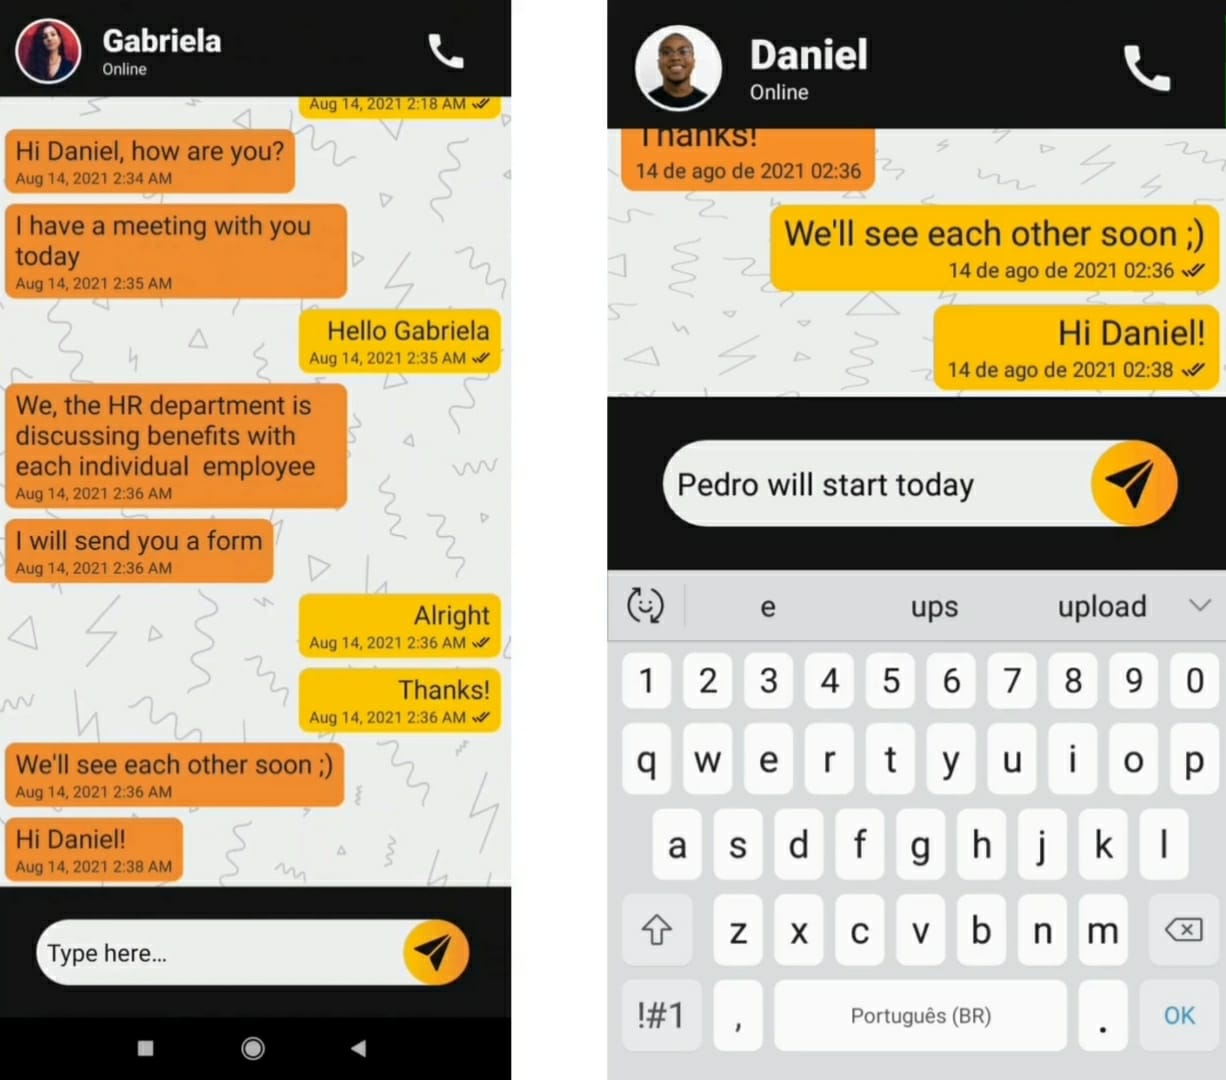 Gabriela
Online
Aug 14, 2021 2:18 AM
Hi Daniel, how are you?
Aug 14, 2021 2:34 AM
I have a meeting with you
today
Aug 14, 2021 2:35 AM
Hello Gabriela
Aug 14, 2021 2:35 AM
We, the HR department is
discussing benefits with
each individual  employee
Aug 14, 2021 2:36 AM
I will send you a form
Aug 14, 2021 2:36 AM
Alright
Aug 14, 2021 2:36 AM
Thanks!
Aug 14, 2021 2:36 AM
We'll see each other soon ;)
Aug 14, 2021 2:36 AM
Hi Daniel!
Aug 14, 2021 2:38 AM
Type here...
Daniel
Online
Thanks!
14 de ago de 2021 02:36
We'll see each other soon ;)
14 de ago de 2021 02:36
Hi Daniel!
14 de ago de 2021 02:38
Pedro will start today
e ups upload
1 2 3 4 5 6 7 8 9 0
q w e r t y u i o p
a s d f g h j k l
z x c v b n m
!#1 , Português (BR) . OK